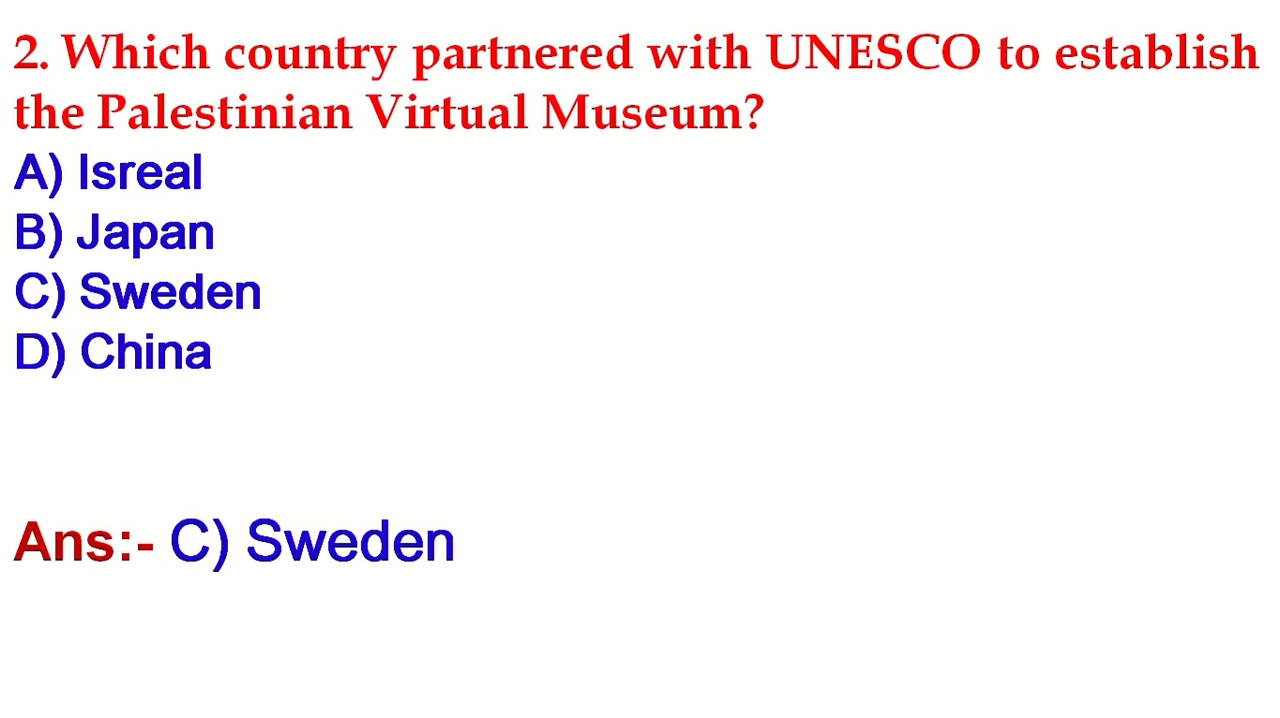 2. Which country partnered with UNESCO to establish
the Palestinian Virtual Museum?
A) Isreal
B) Japan
C) Sweden
D) China
Ans:- C) Sweden